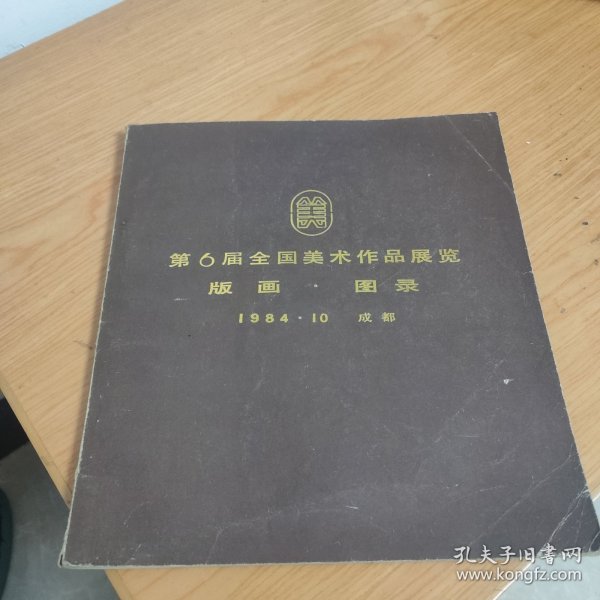 美
第6届全国美术作品展览
版画·图录
1984·10 成都
孔夫子旧书网
www.kongfz.com